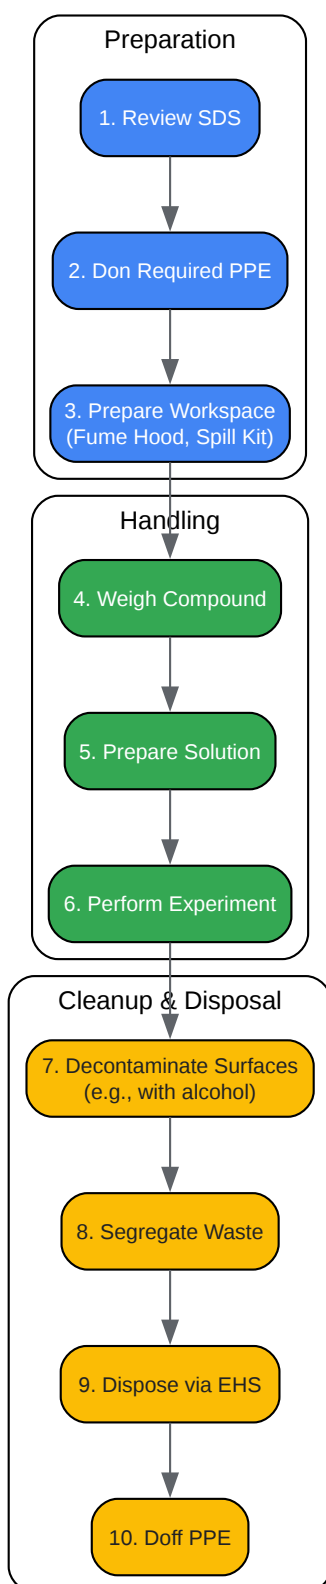 Preparation
1. Review SDS
2. Don Required PPE
3. Prepare Workspace
(Fume Hood, Spill Kit)
Handling
4. Weigh Compound
5. Prepare Solution
6. Perform Experiment
Cleanup & Disposal
7. Decontaminate Surfaces
(e.g., with alcohol)
8. Segregate Waste
9. Dispose via EHS
10. Doff PPE